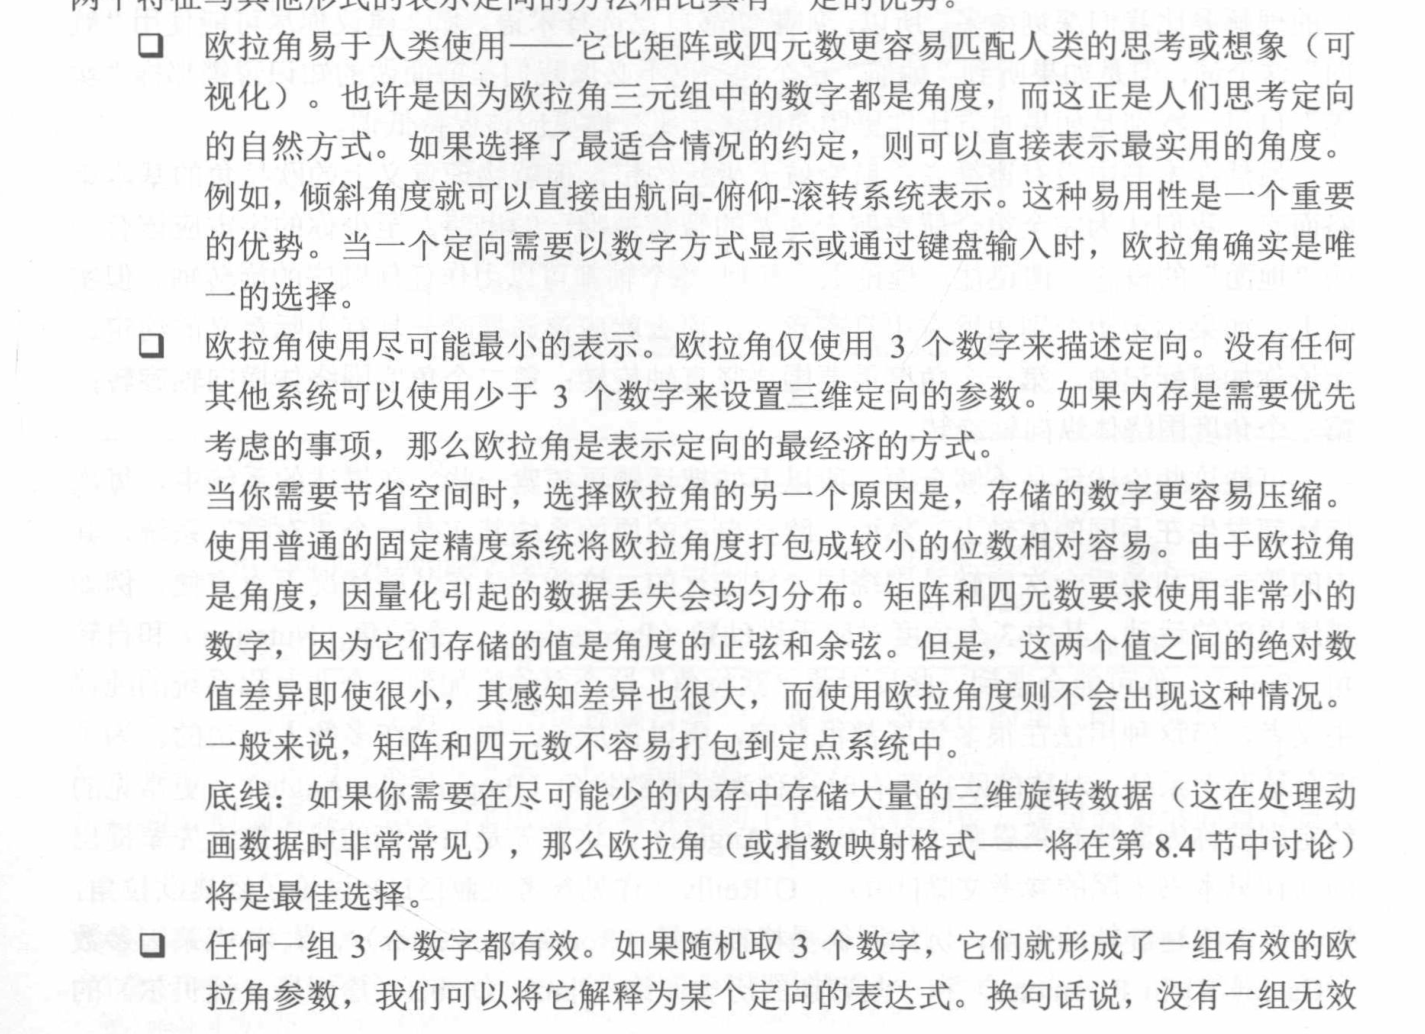 两个特征与其他形式的表示定向的方法相比具有一定的优势。
❑ 欧拉角易于人类使用——它比矩阵或四元数更容易匹配人类的思考或想象（可
视化）。也许是因为欧拉角三元组中的数字都是角度，而这正是人们思考定向
的自然方式。如果选择了最适合情况的约定，则可以直接表示最实用的角度。
例如，倾斜角度就可以直接由航向-俯仰-滚转系统表示。这种易用性是一个重要
的优势。当一个定向需要以数字方式显示或通过键盘输入时，欧拉角确实是唯
一的选择。
❑ 欧拉角使用尽可能最小的表示。欧拉角仅使用 3 个数字来描述定向。没有任何
其他系统可以使用少于 3 个数字来设置三维定向的参数。如果内存是需要优先
考虑的事项，那么欧拉角是表示定向的最经济的方式。
当你需要节省空间时，选择欧拉角的另一个原因是，存储的数字更容易压缩。
使用普通的固定精度系统将欧拉角度打包成较小的位数相对容易。由于欧拉角
是角度，因量化引起的数据丢失会均匀分布。矩阵和四元数要求使用非常小的
数字，因为它们存储的值是角度的正弦和余弦。但是，这两个值之间的绝对数
值差异即使很小，其感知差异也很大，而使用欧拉角度则不会出现这种情况。
一般来说，矩阵和四元数不容易打包到定点系统中。
底线：如果你需要在尽可能少的内存中存储大量的三维旋转数据（这在处理动
画数据时非常常见），那么欧拉角（或指数映射格式——将在第 8.4 节中讨论）
将是最佳选择。
❑ 任何一组 3 个数字都有效。如果随机取 3 个数字，它们就形成了一组有效的欧
拉角参数，我们可以将它解释为某个定向的表达式。换句话说，没有一组无效